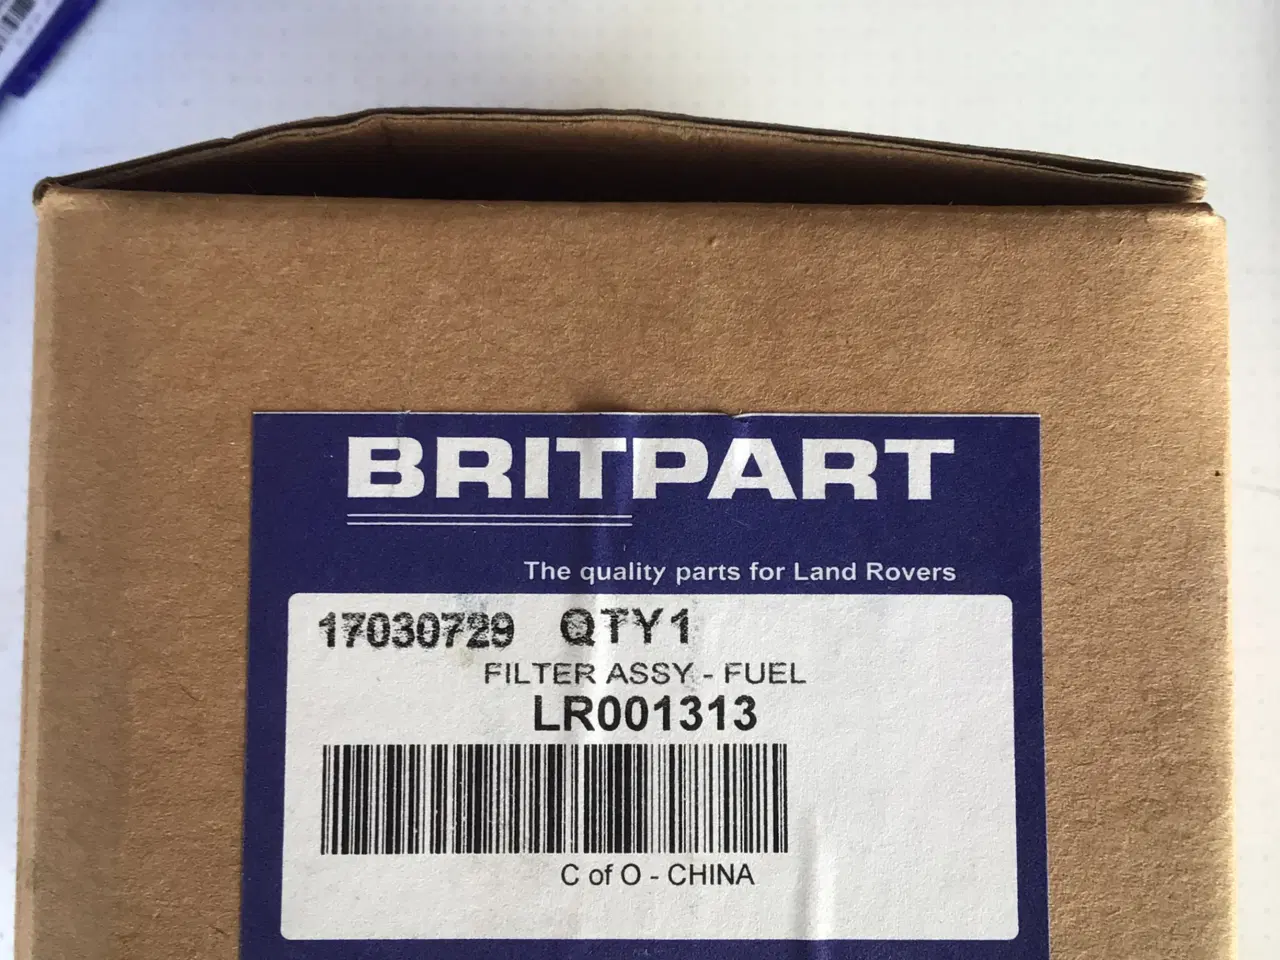 BRITPART
The quality parts for Land Rovers
17030729 QTY1
FILTER ASSY - FUEL
LR001313
C of O - CHINA